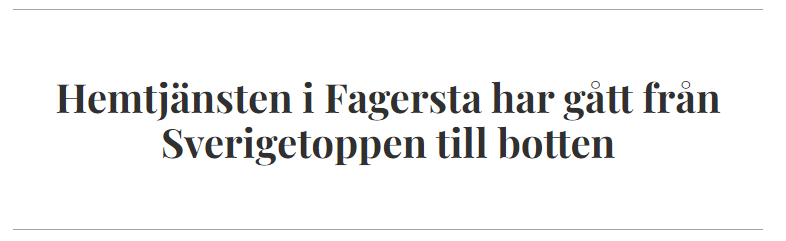 Hemtjänsten i Fagersta har gått från
Sverigetoppen till botten